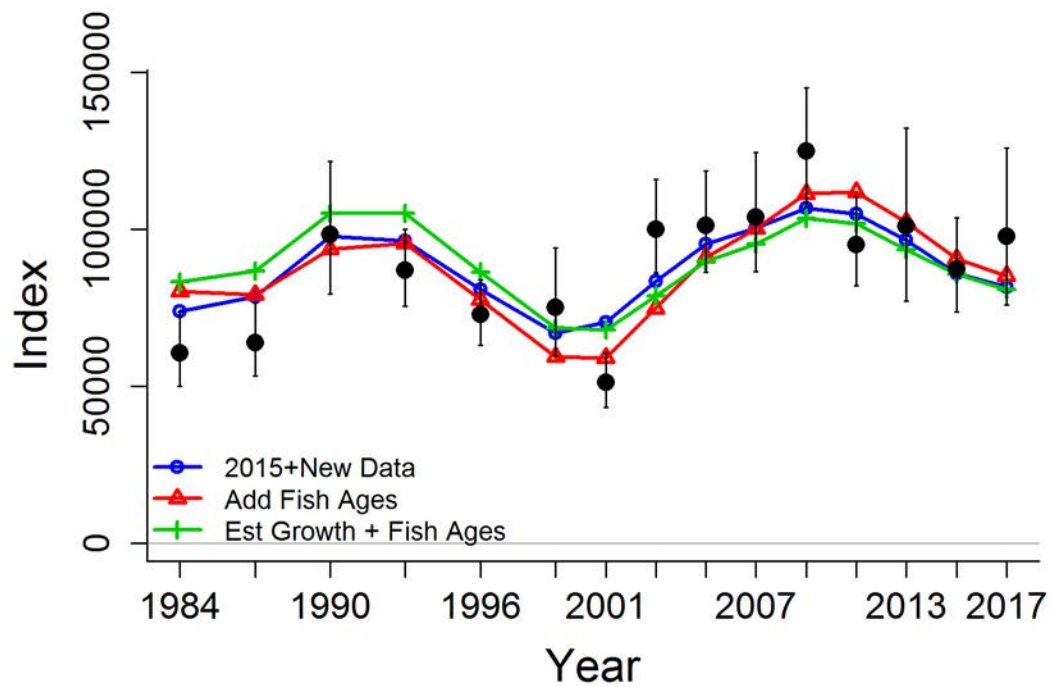 150000
100000
50000
0
Index
2015+New Data
Add Fish Ages
Est Growth + Fish Ages
1984 1990 1996 2001 2007 2013 2017
Year